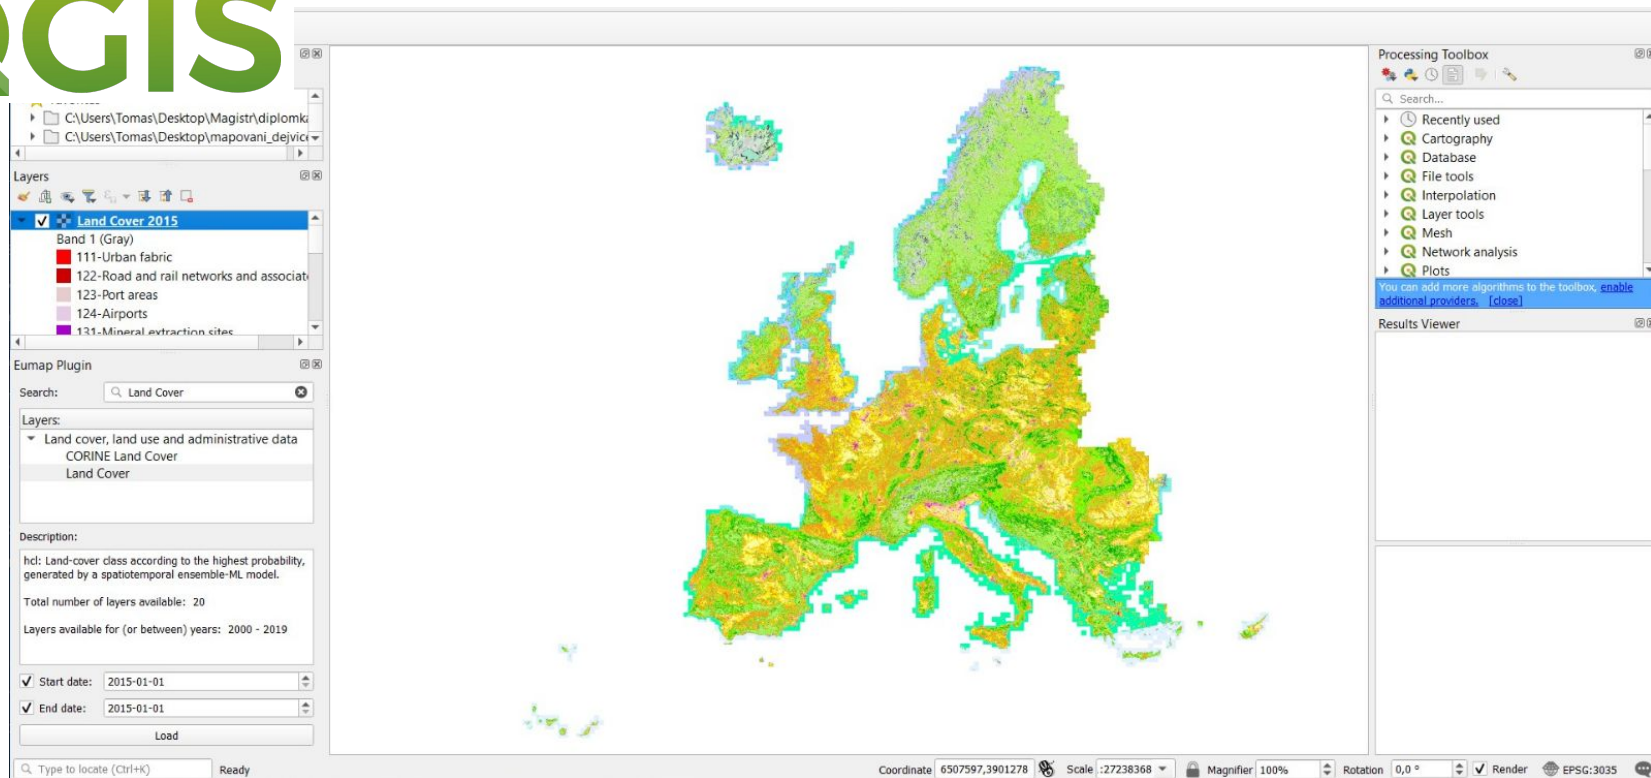 QGIS
C:\Users\Tomas\Desktop\Magistr\diplomka
C:\Users\Tomas\Desktop\mapovani_dejvice
Layers
Land Cover 2015
Band 1 (Gray)
111-Urban fabric
122-Road and rail networks and associat
123-Port areas
124-Airports
131-Mineral extraction sites
Eumap Plugin
Search:
Land Cover
Layers:
Land cover, land use and administrative data
CORINE Land Cover
Land Cover
Description:
hcl: Land-cover class according to the highest probability,
generated by a spatiotemporal ensemble-ML model.
Total number of layers available: 20
Layers available for (or between) years: 2000 - 2019
Start date: 2015-01-01
End date: 2015-01-01
Load
Processing Toolbox
Search...
Recently used
Cartography
Database
File tools
Interpolation
Layer tools
Mesh
Network analysis
Plots
You can add more algorithms to the toolbox, enable
additional providers. [close]
Results Viewer
Type to locate (Ctrl+K) Ready Coordinate 6507597,3901278 Scale :27238368 Magnifier 100% Rotation 0,0 ° Render EPSG:3035